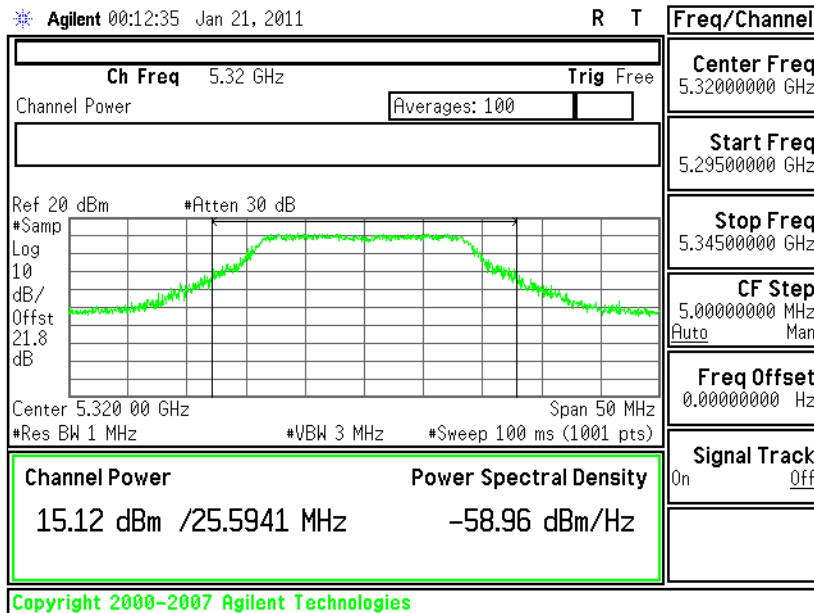 Agilent 00:12:35 Jan 21, 2011 R T
Freq/Channel
Ch Freq 5.32 GHz Trig Free
Channel Power Averages: 100
Center Freq
5.32000000 GHz
Start Freq
5.29500000 GHz
Stop Freq
5.34500000 GHz
CF Step
5.00000000 MHz
Auto Man
Freq Offset
0.00000000 Hz
Signal Track
On Off
Ref 20 dBm #Atten 30 dB
#Samp
Log
10
dB/
Offst
21.8
dB
Center 5.320 00 GHz Span 50 MHz
#Res BW 1 MHz #VBW 3 MHz #Sweep 100 ms (1001 pts)
Channel Power Power Spectral Density
15.12 dBm /25.5941 MHz -58.96 dBm/Hz
Copyright 2000-2007 Agilent Technologies